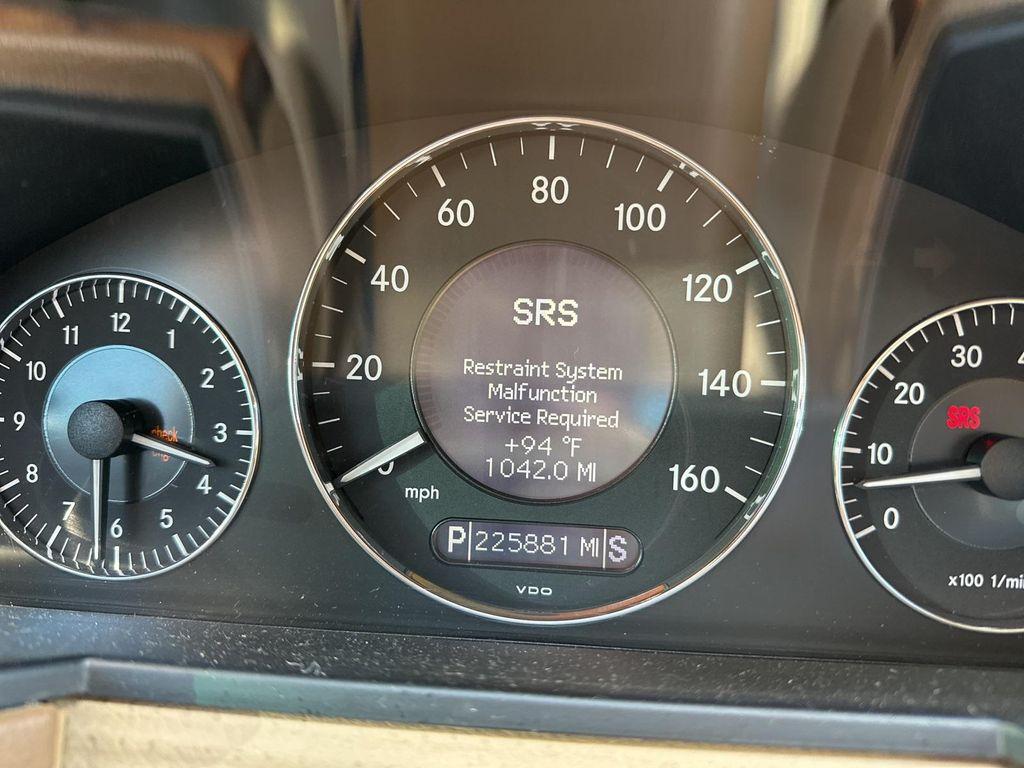 12
1
2
3
4
5
6
7
8
9
10
11
check
0
20
40
60
80
100
120
140
160
mph
SRS
Restraint System
Malfunction
Service Required
+94 °F
1042.0 MI
P 225881 MI S
VDO
0
10
20
30
SRS
x100